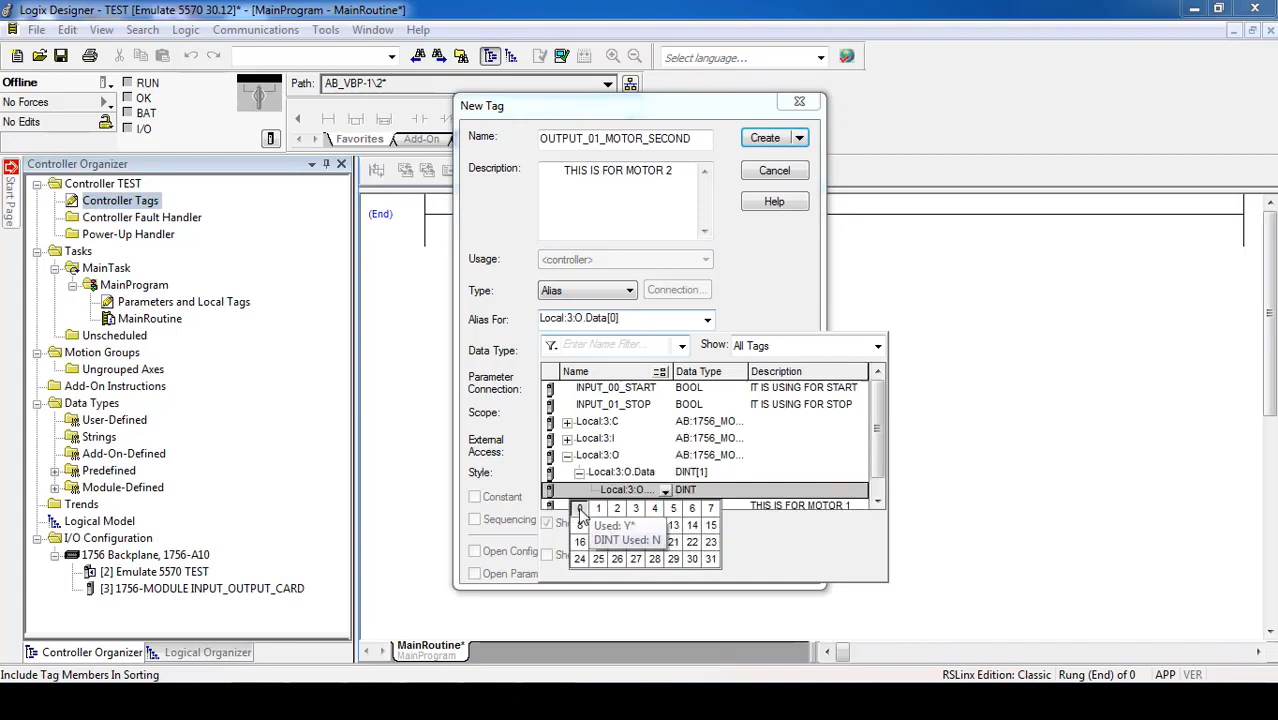 Logix Designer - TEST [Emulate 5570 30.12]* - [MainProgram - MainRoutine*]
File Edit View Search Logic Communications Tools Window Help
Select language...
Offline
RUN
Path: AB_VBP-1\2*
No Forces
OK
BAT
No Edits
I/O
Favorites
Add-On
Start Page
Controller Organizer
Controller TEST
Controller Tags
Controller Fault Handler
Power-Up Handler
Tasks
MainTask
MainProgram
Parameters and Local Tags
MainRoutine
Unscheduled
Motion Groups
Ungrouped Axes
Add-On Instructions
Data Types
User-Defined
Strings
Add-On-Defined
Predefined
Module-Defined
Trends
Logical Model
I/O Configuration
1756 Backplane, 1756-A10
[2] Emulate 5570 TEST
[3] 1756-MODULE INPUT_OUTPUT_CARD
Controller Organizer
Logical Organizer
(End)
New Tag
Name: OUTPUT_01_MOTOR_SECOND Create
Description: THIS IS FOR MOTOR 2 Cancel
Help
Usage: <controller>
Type: Alias Connection...
Alias For: Local:3:O.Data[0]
Data Type: Enter Name Filter... Show: All Tags
Parameter Connection:
Scope:
External Access:
Style:
Constant
Sequencing
Open Config
Open Param
Name Data Type Description
INPUT_00_START BOOL IT IS USING FOR START
INPUT_01_STOP BOOL IT IS USING FOR STOP
Local:3:C AB:1756_MO...
Local:3:I AB:1756_MO...
Local:3:O AB:1756_MO...
Local:3:O.Data DINT[1]
Local:3:O.... DINT
THIS IS FOR MOTOR 1
0 1 2 3 4 5 6 7
8 13 14 15
16 21 22 23
24 25 26 27 28 29 30 31
Used: Y*
DINT Used: N
MainRoutine*
MainProgram
Include Tag Members In Sorting
RSLinx Edition: Classic Rung (End) of 0 APP VER